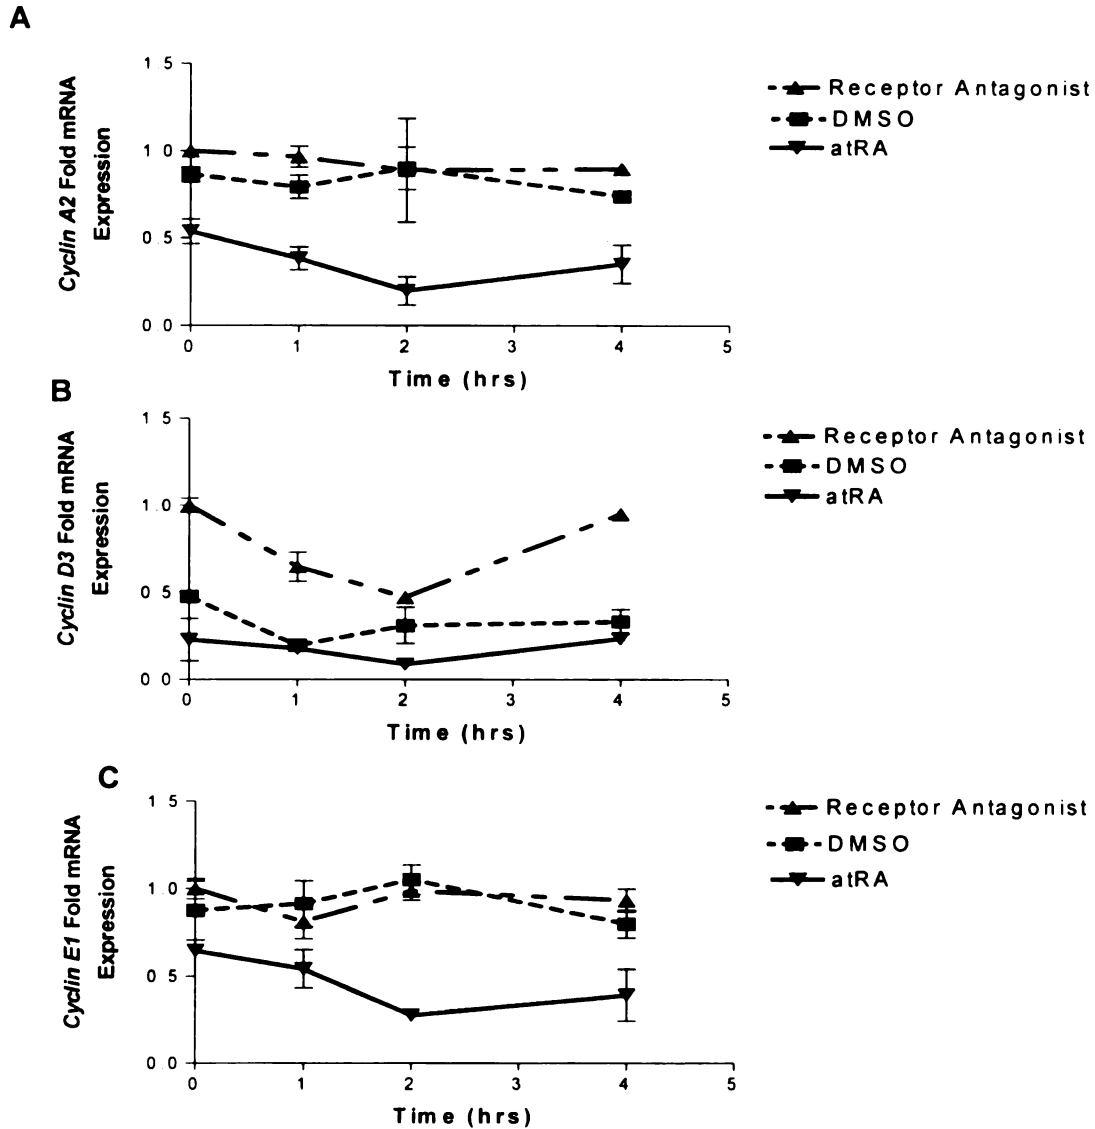 A
Cyclin A2 Fold mRNA
Expression
1 5
1 0
0 5
0 0
0 1 2 3 4 5
Time (hrs)
Receptor Antagonist
DMSO
atRA
B
Cyclin D3 Fold mRNA
Expression
1 5
1 0
0 5
0 0
0 1 2 3 4 5
Time (hrs)
Receptor Antagonist
DMSO
atRA
C
Cyclin E1 Fold mRNA
Expression
1 5
1 0
0 5
0 0
0 1 2 3 4 5
Time (hrs)
Receptor Antagonist
DMSO
atRA